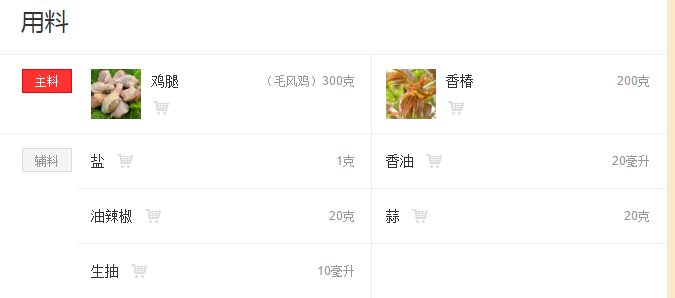 用料
主料 鸡腿 （毛风鸡）300克 香椿 200克
辅料 盐 1克 香油 20毫升
油辣椒 20克 蒜 20克
生抽 10毫升